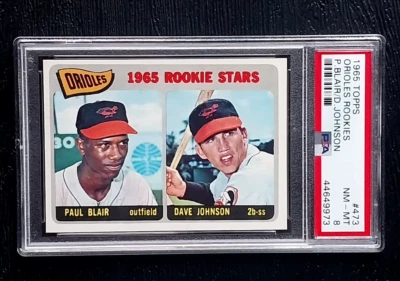 ORIOLES
1965 ROOKIE STARS
PAUL BLAIR outfield
DAVE JOHNSON 2b-ss
1965 TOPPS
ORIOLES ROOKIES
P.BLAIR/D.JOHNSON
#473
NM - MT
8
PSA
44649973